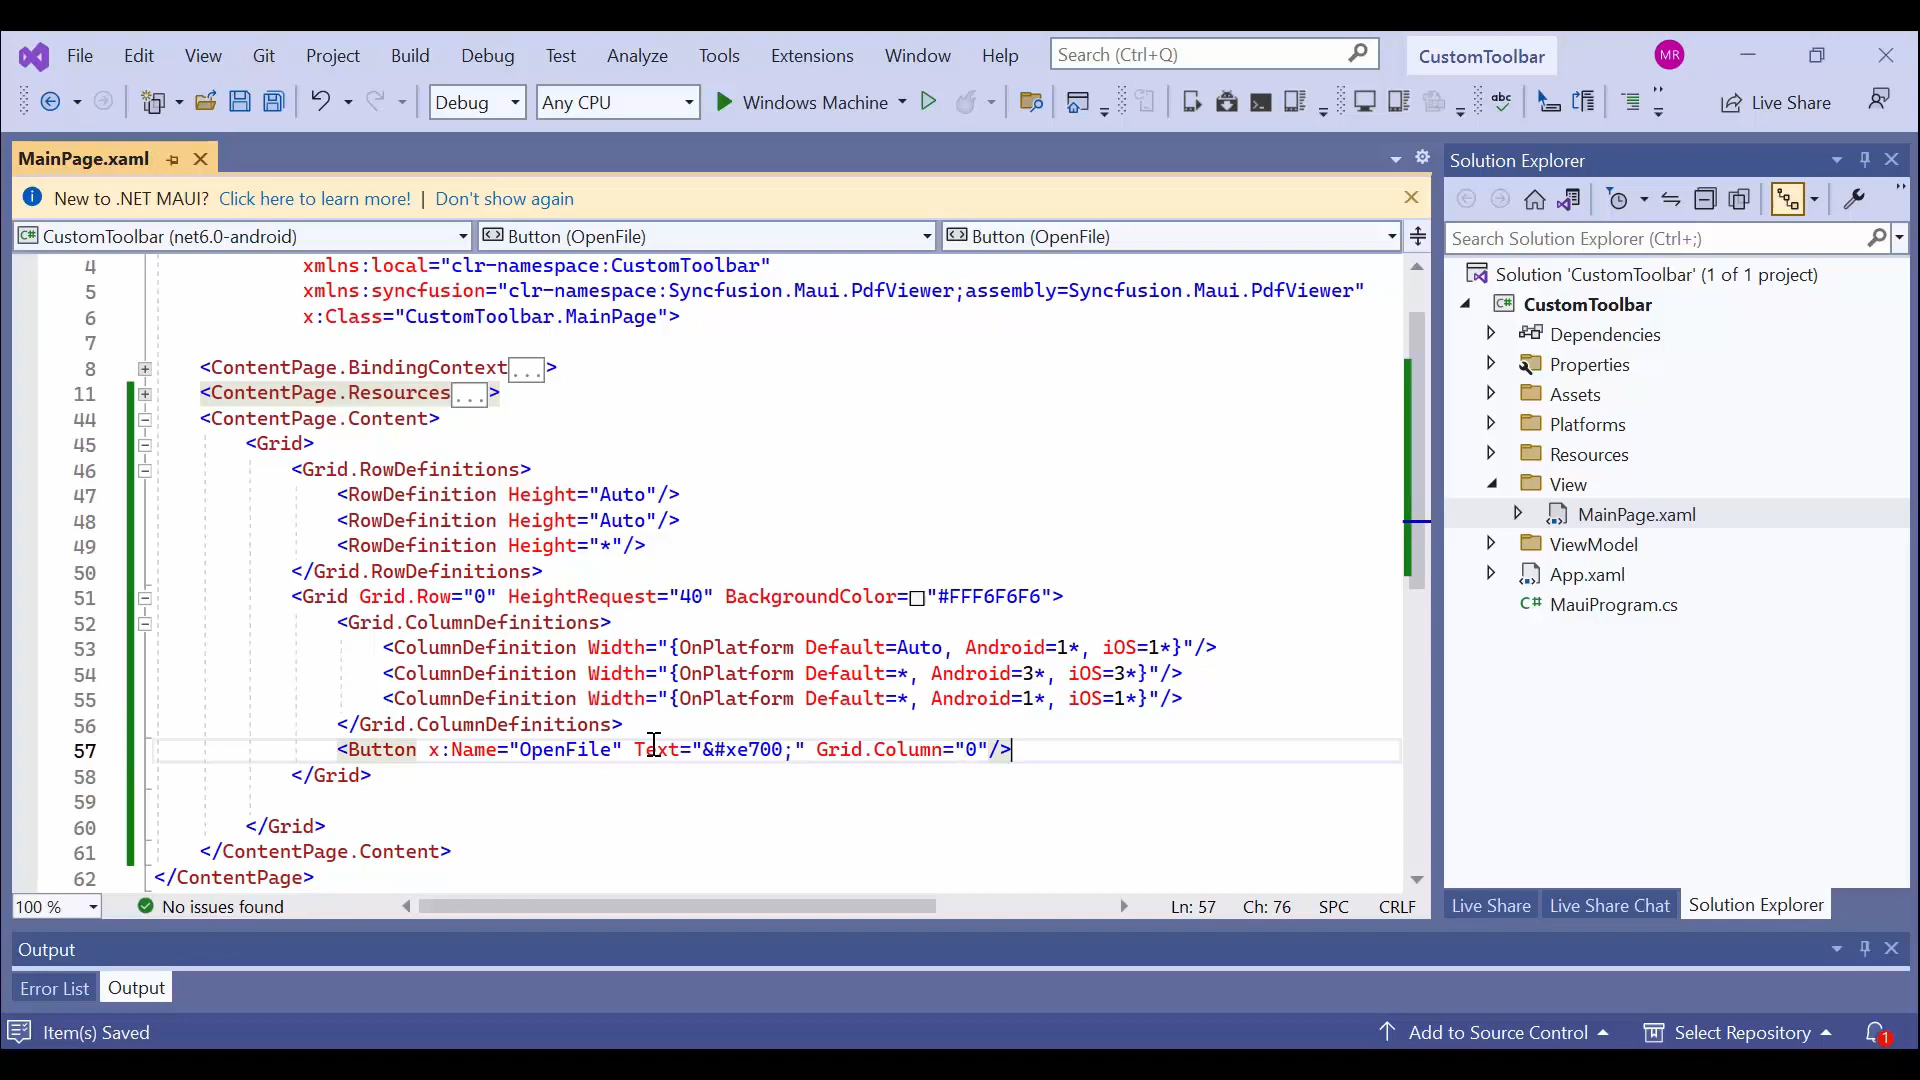 File Edit View Git Project Build Debug Test Analyze Tools Extensions Window Help Search (Ctrl+Q) CustomToolbar MR
Debug Any CPU Windows Machine abc Live Share
MainPage.xaml
New to .NET MAUI? Click here to learn more! | Don't show again
C# CustomToolbar (net6.0-android) Button (OpenFile) Button (OpenFile)
4 xmlns:local="clr-namespace:CustomToolbar"
5 xmlns:syncfusion="clr-namespace:Syncfusion.Maui.PdfViewer;assembly=Syncfusion.Maui.PdfViewer"
6 x:Class="CustomToolbar.MainPage">
7
8 <ContentPage.BindingContext...>
11 <ContentPage.Resources...>
44 <ContentPage.Content>
45 <Grid>
46 <Grid.RowDefinitions>
47 <RowDefinition Height="Auto"/>
48 <RowDefinition Height="Auto"/>
49 <RowDefinition Height="*"/>
50 </Grid.RowDefinitions>
51 <Grid Grid.Row="0" HeightRequest="40" BackgroundColor="#FFF6F6F6">
52 <Grid.ColumnDefinitions>
53 <ColumnDefinition Width="{OnPlatform Default=Auto, Android=1*, iOS=1*}"/>
54 <ColumnDefinition Width="{OnPlatform Default=*, Android=3*, iOS=3*}"/>
55 <ColumnDefinition Width="{OnPlatform Default=*, Android=1*, iOS=1*}"/>
56 </Grid.ColumnDefinitions>
57 <Button x:Name="OpenFile" Text="&#xe700;" Grid.Column="0"/>
58 </Grid>
59
60 </Grid>
61 </ContentPage.Content>
62 </ContentPage>
100 % No issues found Ln: 57 Ch: 76 SPC CRLF
Solution Explorer
Search Solution Explorer (Ctrl+;)
Solution 'CustomToolbar' (1 of 1 project)
C# CustomToolbar
Dependencies
Properties
Assets
Platforms
Resources
View
MainPage.xaml
ViewModel
App.xaml
C# MauiProgram.cs
Live Share Live Share Chat Solution Explorer
Output
Error List Output
Item(s) Saved Add to Source Control Select Repository 1